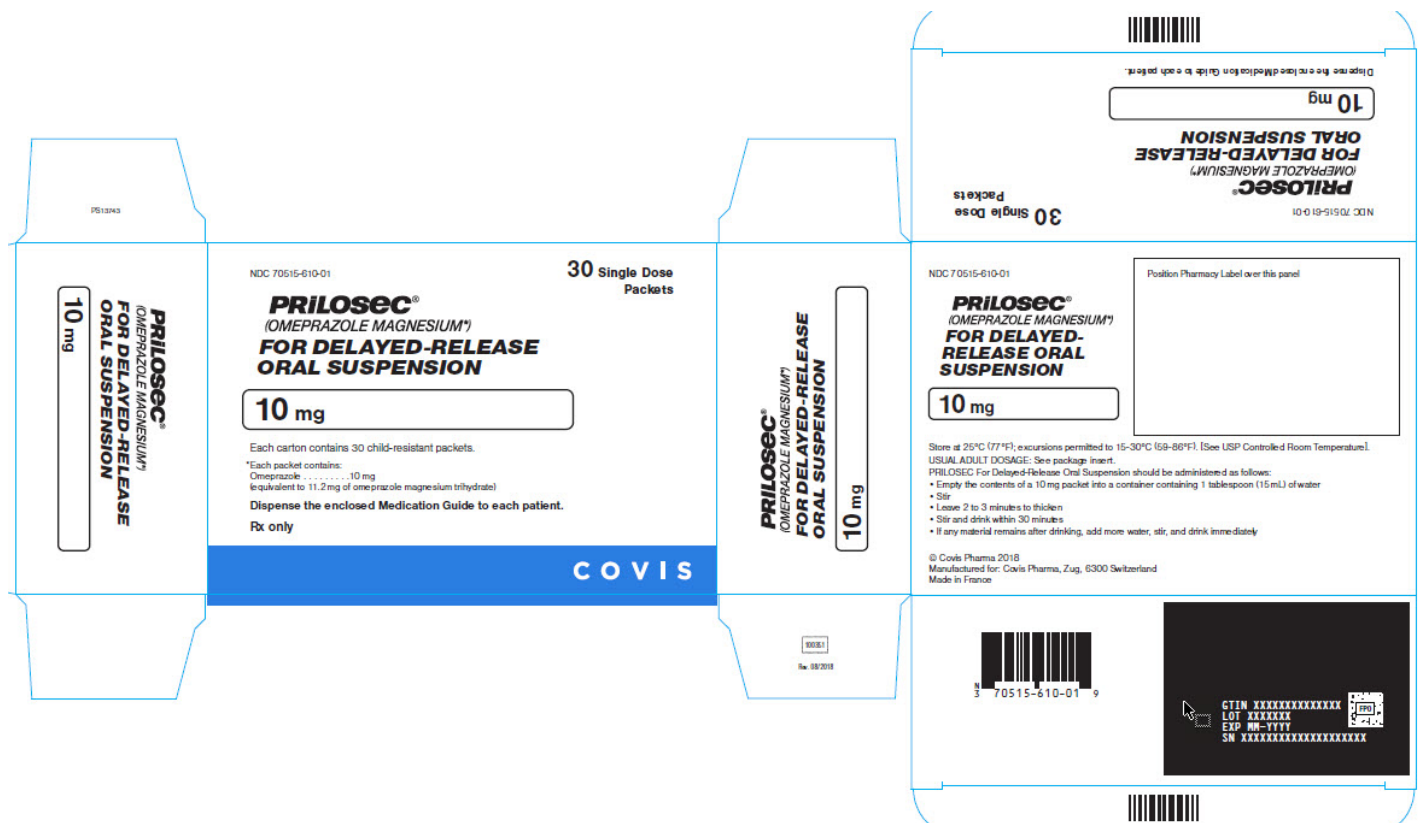 Dispense the enclosed Medication Guide to each patient.
10 mg
PRiLOSEC®
(OMEPRAZOLE MAGNESIUM*)
FOR DELAYED-RELEASE
ORAL SUSPENSION
30 Single Dose
Packets
NDC 70515-610-01
PS13743
PRiLOSEC®
(OMEPRAZOLE MAGNESIUM*)
FOR DELAYED-RELEASE
ORAL SUSPENSION
10 mg
NDC 70515-610-01
30 Single Dose
Packets
PRiLOSEC®
(OMEPRAZOLE MAGNESIUM*)
FOR DELAYED-RELEASE
ORAL SUSPENSION
10 mg
Each carton contains 30 child-resistant packets.
*Each packet contains:
Omeprazole . . . . . . . . .10 mg
(equivalent to 11.2 mg of omeprazole magnesium trihydrate)
Dispense the enclosed Medication Guide to each patient.
Rx only
COVIS
PRiLOSEC®
(OMEPRAZOLE MAGNESIUM*)
FOR DELAYED-RELEASE
ORAL SUSPENSION
10 mg
100351
Rev. 08/2018
NDC 70515-610-01
PRiLOSEC®
(OMEPRAZOLE MAGNESIUM*)
FOR DELAYED-
RELEASE ORAL
SUSPENSION
10 mg
Position Pharmacy Label over this panel
Store at 25°C (77°F); excursions permitted to 15-30°C (59-86°F). [See USP Controlled Room Temperature].
USUAL ADULT DOSAGE: See package insert.
PRILOSEC For Delayed-Release Oral Suspension should be administered as follows:
• Empty the contents of a 10 mg packet into a container containing 1 tablespoon (15 mL) of water
• Stir
• Leave 2 to 3 minutes to thicken
• Stir and drink within 30 minutes
• If any material remains after drinking, add more water, stir, and drink immediately
© Covis Pharma 2018
Manufactured for: Covis Pharma, Zug, 6300 Switzerland
Made in France
N
3 70515-610-01 9
GTIN XXXXXXXXXXXXXX
LOT XXXXXXX
EXP MM-YYYY
SN XXXXXXXXXXXXXXXXXXXX
FPO